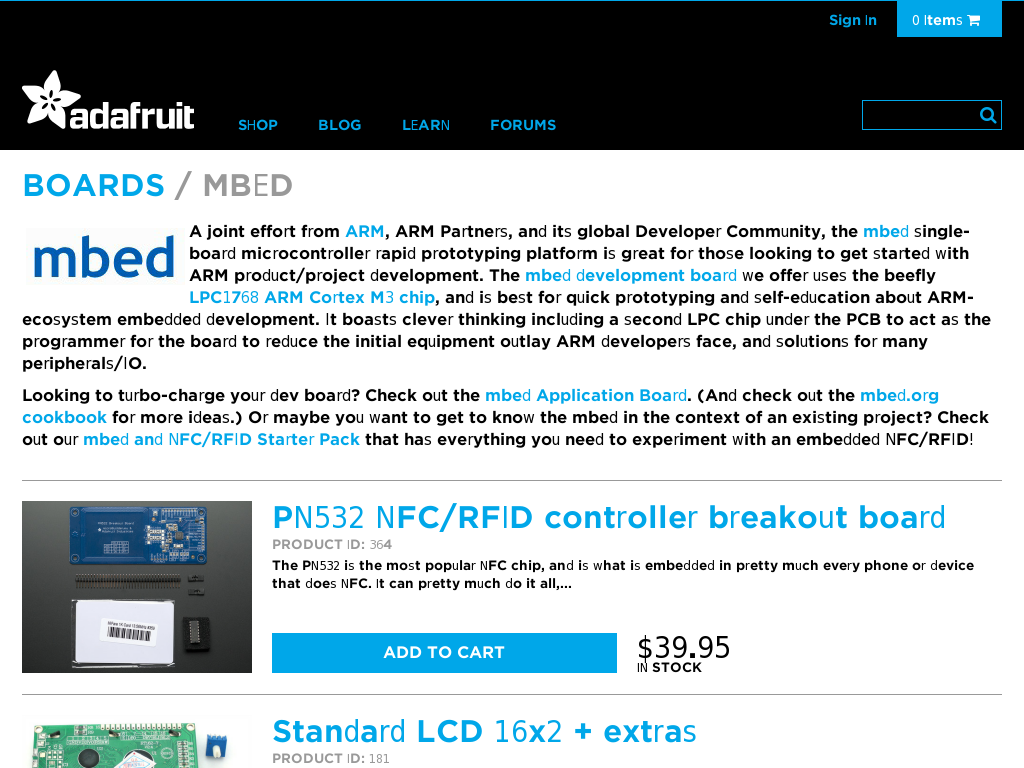 Sign In
0 Items
adafruit
SHOP BLOG LEARN FORUMS
BOARDS / MBED
mbed
A joint effort from ARM, ARM Partners, and its global Developer Community, the mbed single-
board microcontroller rapid prototyping platform is great for those looking to get started with
ARM product/project development. The mbed development board we offer uses the beefly
LPC1768 ARM Cortex M3 chip, and is best for quick prototyping and self-education about ARM-
ecosystem embedded development. It boasts clever thinking including a second LPC chip under the PCB to act as the
programmer for the board to reduce the initial equipment outlay ARM developers face, and solutions for many
peripherals/IO.
Looking to turbo-charge your dev board? Check out the mbed Application Board. (And check out the mbed.org
cookbook for more ideas.) Or maybe you want to get to know the mbed in the context of an existing project? Check
out our mbed and NFC/RFID Starter Pack that has everything you need to experiment with an embedded NFC/RFID!
PN532 NFC/RFID controller breakout board
PRODUCT ID: 364
The PN532 is the most popular NFC chip, and is what is embedded in pretty much every phone or device
that does NFC. It can pretty much do it all,...
ADD TO CART
$39.95
IN STOCK
Standard LCD 16x2 + extras
PRODUCT ID: 181